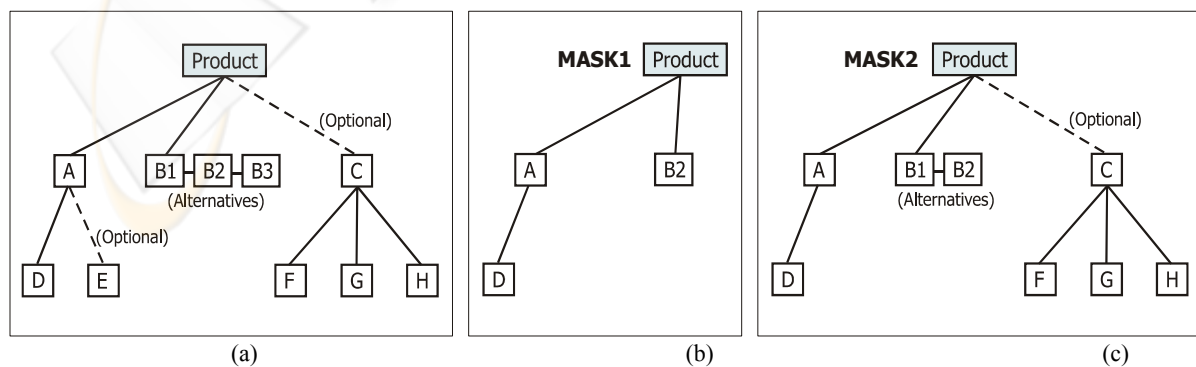 Product
(Optional)
A
B1
B2
B3
C
(Alternatives)
(Optional)
D
E
F
G
H
(a)
MASK1
Product
A
B2
D
(b)
MASK2
Product
(Optional)
A
B1
B2
C
(Alternatives)
D
F
G
H
(c)